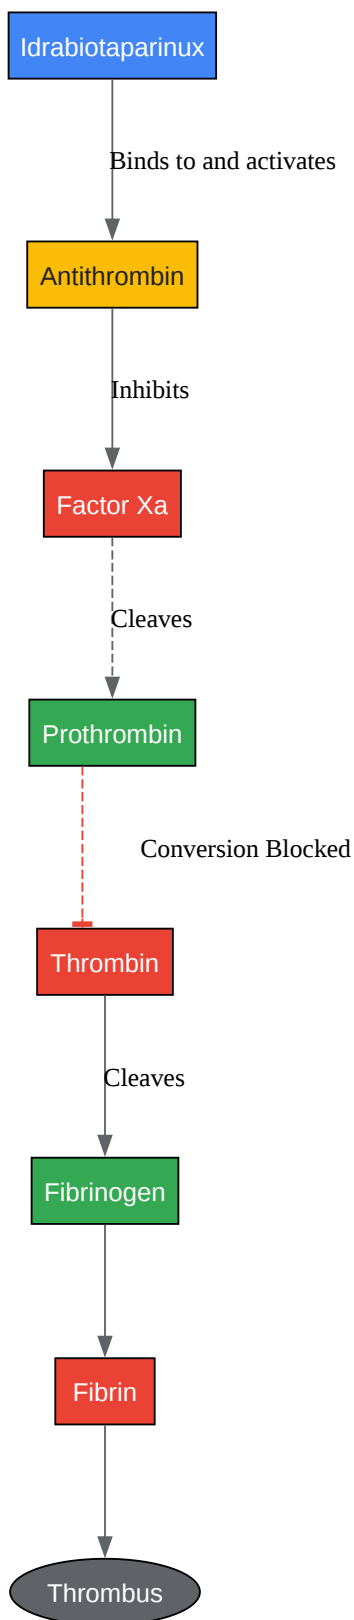 Idrabiotaparinux
Binds to and activates
Antithrombin
Inhibits
Factor Xa
Cleaves
Prothrombin
Conversion Blocked
Thrombin
Cleaves
Fibrinogen
Fibrin
Thrombus